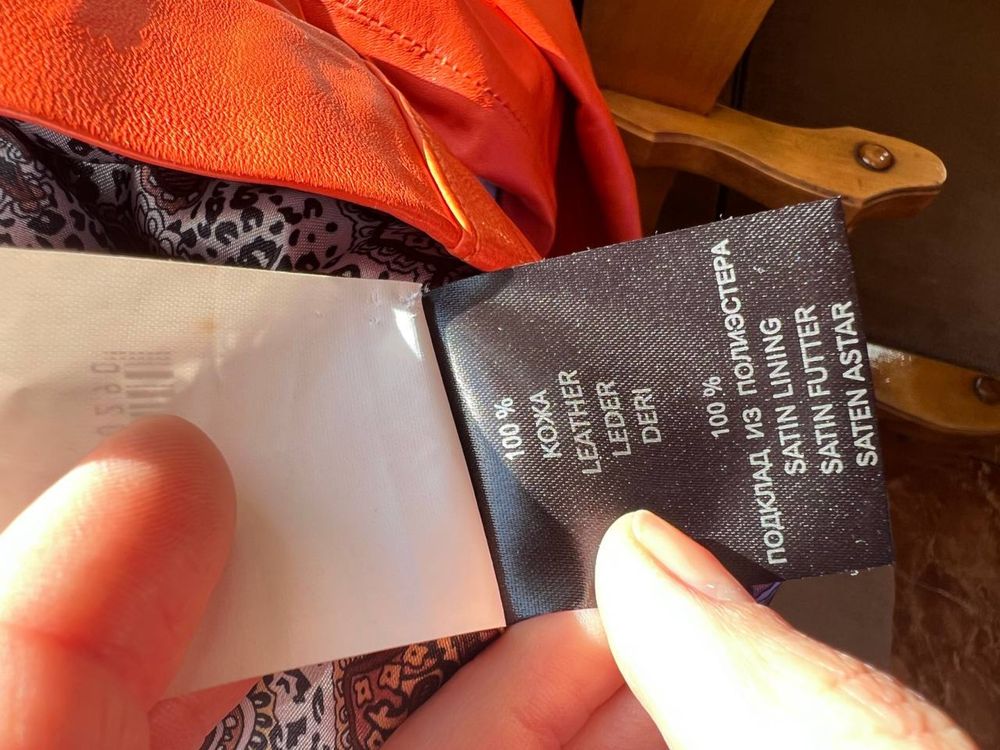 100%
КОЖА
LEATHER
LEDER
DERI
100%
ПОДКЛАД ИЗ ПОЛИЭСТЕРА
SATIN LINING
SATIN FUTTER
SATEN ASTAR